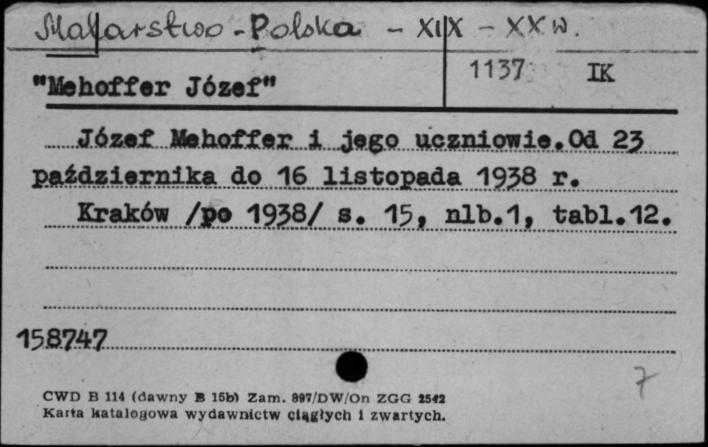 Malarstwo - Polska - XIX - XX w.
"Mehoffer Józef"
1137 IK
Józef Mehoffer i jego uczniowie.Od 23
października do 16 listopada 1938 r.
Kraków /po 1938/ s. 15, nlb.1, tabl.12.
158747
7
CWD B 114 (dawny B 15b) Zam. 897/DW/On ZGG 2542
Karta katalogowa wydawnictw ciągłych i zwartych.